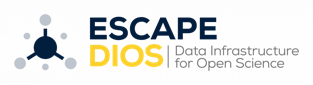 ESCAPE
DIOS | Data Infrastructure
for Open Science